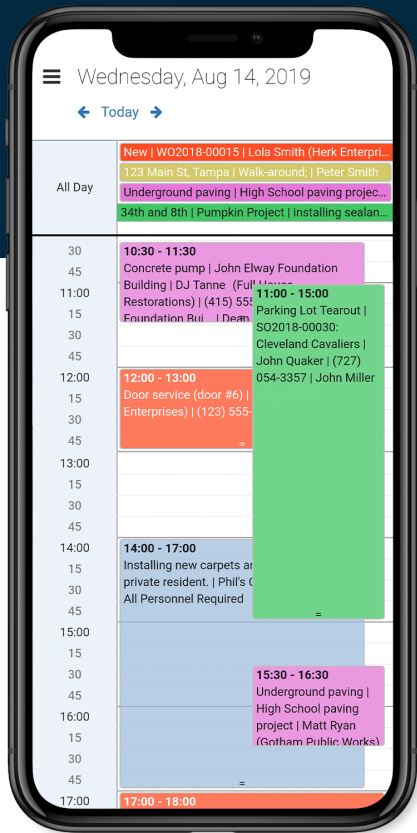 Wednesday, Aug 14, 2019
Today
All Day
New | WO2018-00015 | Lola Smith (Herk Enterpri...
123 Main St, Tampa | Walk-around; | Peter Smith
Underground paving | High School paving projec...
34th and 8th | Pumpkin Project | installing sealan...
30
45
11:00
15
30
45
12:00
15
30
45
13:00
15
30
45
14:00
15
30
45
15:00
15
30
45
16:00
15
30
45
17:00
10:30 - 11:30
Concrete pump | John Elway Foundation
Building | DJ Tanne (Full House
Restorations) | (415) 555
Foundation Bui... | Dean
11:00 - 15:00
Parking Lot Tearout |
SO2018-00030:
Cleveland Cavaliers |
John Quaker | (727)
054-3357 | John Miller
12:00 - 13:00
Door service (door #6) |
Enterprises) | (123) 555-
14:00 - 17:00
Installing new carpets
private resident. | Phil's
All Personnel Required
15:30 - 16:30
Underground paving |
High School paving
project | Matt Ryan
(Gotham Public Works)
17:00 - 18:00